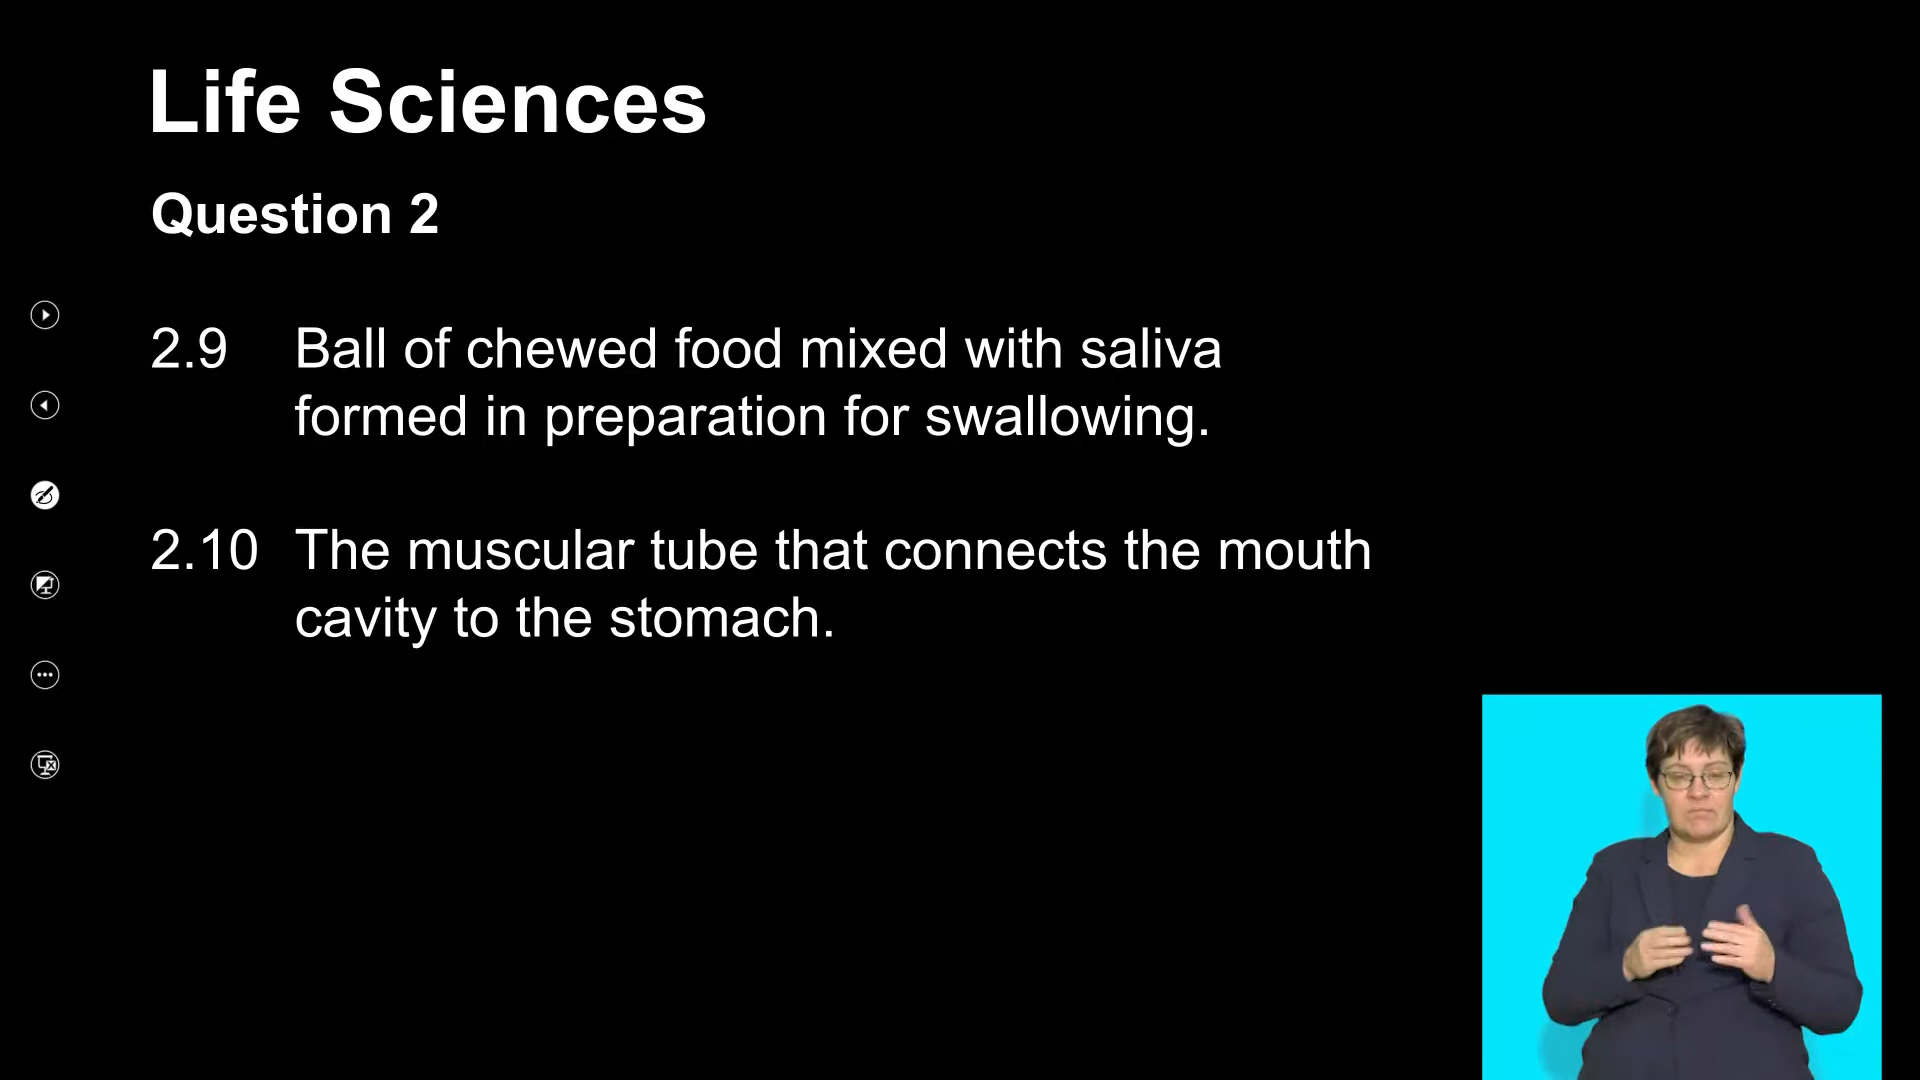 Life Sciences
Question 2
2.9 Ball of chewed food mixed with saliva
formed in preparation for swallowing.
2.10 The muscular tube that connects the mouth
cavity to the stomach.